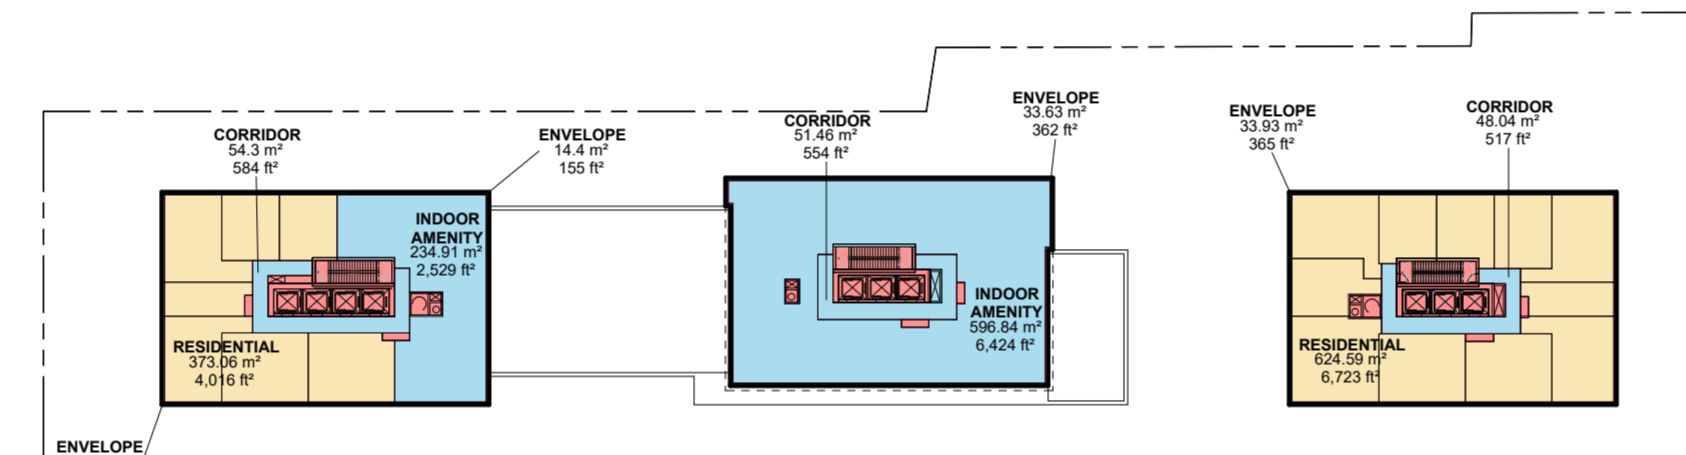 CORRIDOR
54.3 m²
584 ft²
ENVELOPE
14.4 m²
155 ft²
CORRIDOR
51.46 m²
554 ft²
ENVELOPE
33.63 m²
362 ft²
ENVELOPE
33.93 m²
365 ft²
CORRIDOR
48.04 m²
517 ft²
INDOOR
AMENITY
234.91 m²
2,529 ft²
RESIDENTIAL
373.06 m²
4,016 ft²
INDOOR
AMENITY
596.84 m²
6,424 ft²
RESIDENTIAL
624.59 m²
6,723 ft²
ENVELOPE